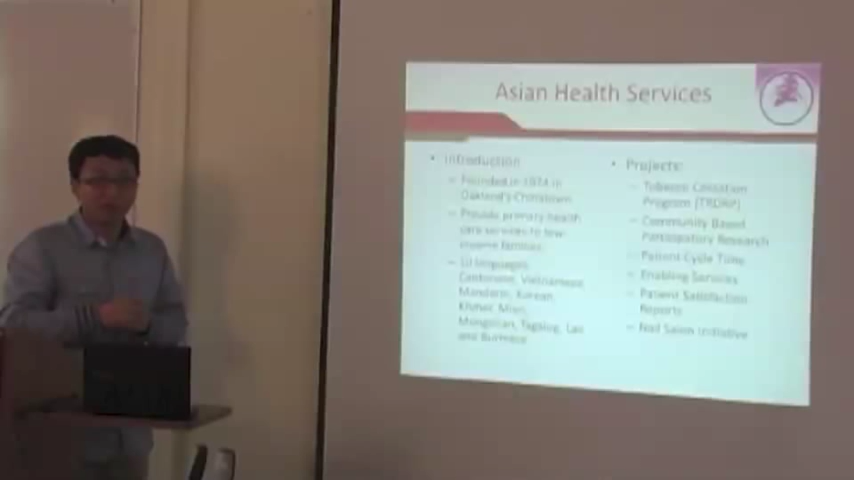 Asian Health Services
• Introduction
– Founded in 1974 in
Oakland's Chinatown
– Provide primary health
care services to low-
income families
– 10 languages:
Cantonese, Vietnamese
Mandarin, Korean
Khmer, Mien,
Mongolian, Tagalog, Lao
and Burmese
• Projects:
– Tobacco Cessation
Program (TRDRP)
– Community Based
Participatory Research
– Patient Cycle Time
– Enabling Services
– Patient Satisfaction
Reports
– Nail Salon Initiative